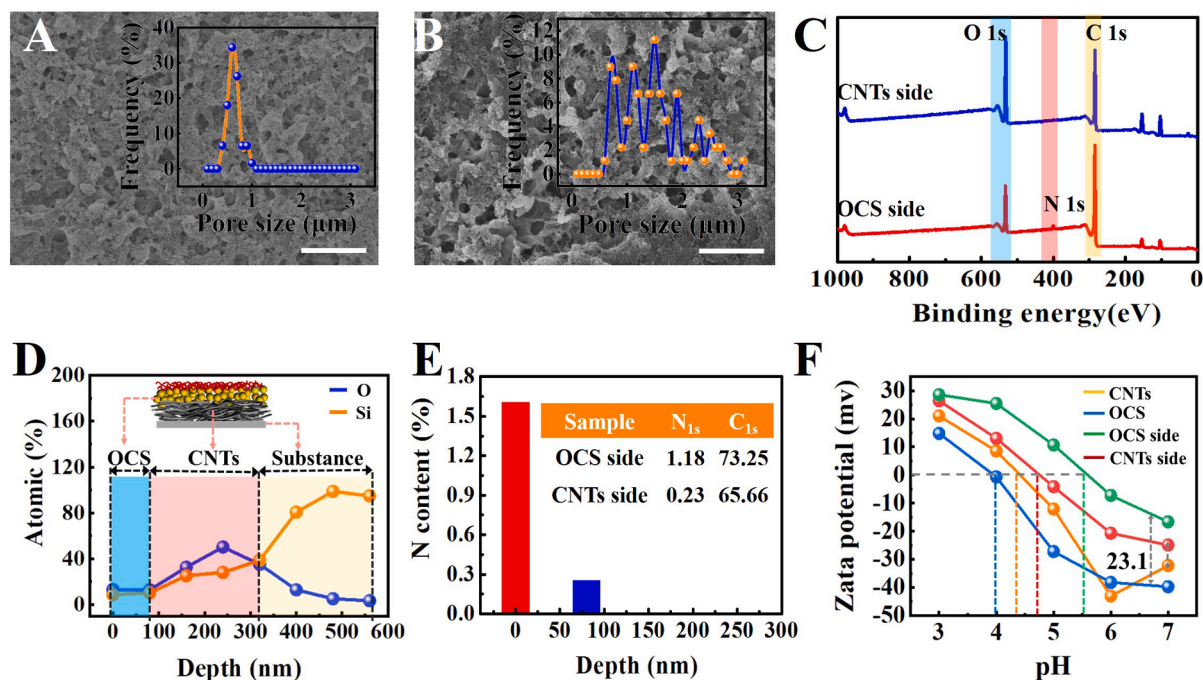 A
Frequency (%)
40
30
20
10
0
0 1 2 3
Pore size (μm)
B
Frequency (%)
12
10
8
6
4
2
0
0 1 2 3
Pore size (μm)
C
O 1s
C 1s
CNTs side
N 1s
OCS side
1000 800 600 400 200 0
Binding energy(eV)
D
Atomic (%)
200
160
120
80
40
0
O
Si
OCS CNTs Substance
0 100 200 300 400 500 600
Depth (nm)
E
N content (%)
1.8
1.5
1.2
0.9
0.6
0.3
0.0
Sample N1s C1s
OCS side 1.18 73.25
CNTs side 0.23 65.66
0 50 100 150 200 250 300
Depth (nm)
F
Zata potential (mv)
30
20
10
0
-10
-20
-30
-40
-50
CNTs
OCS
OCS side
CNTs side
23.1
3 4 5 6 7
pH